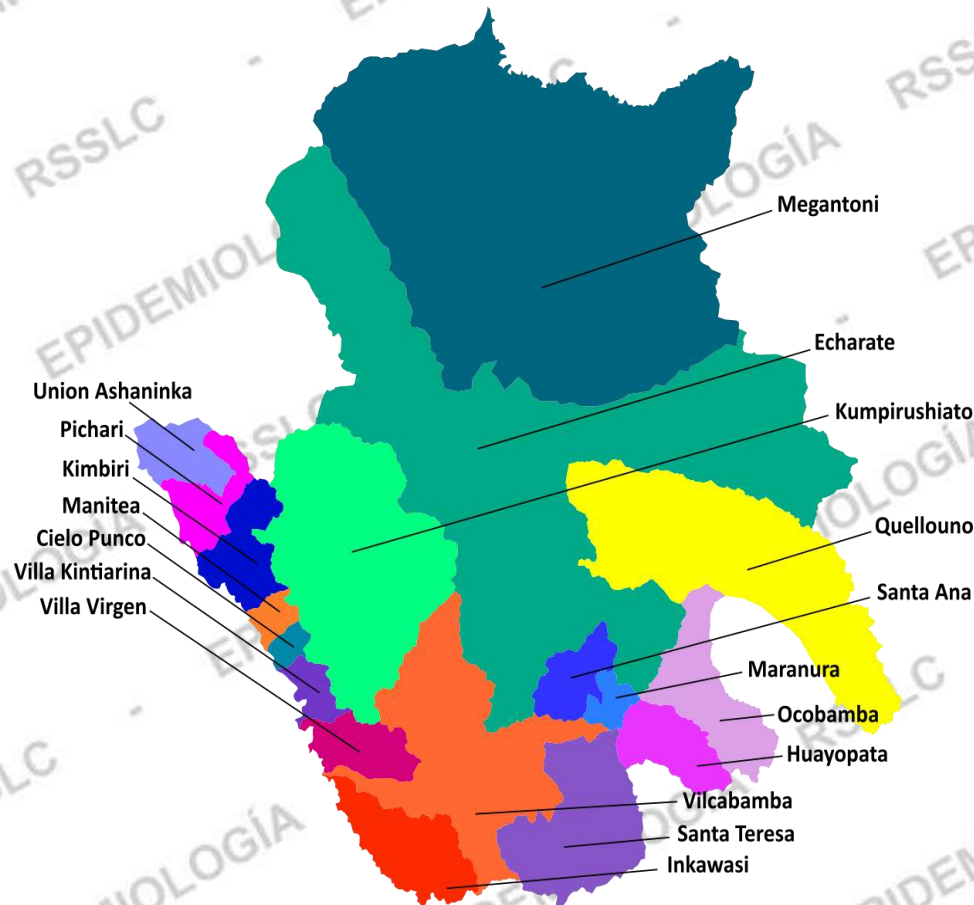 RSSLC - EPIDEMIOLOGÍA
Megantoni
Echarate
Kumpirushiato
Union Ashaninka
Pichari
Kimbiri
Manitea
Cielo Punco
Villa Kintiarina
Villa Virgen
Quellouno
Santa Ana
Maranura
Ocobamba
Huayopata
Vilcabamba
Santa Teresa
Inkawasi